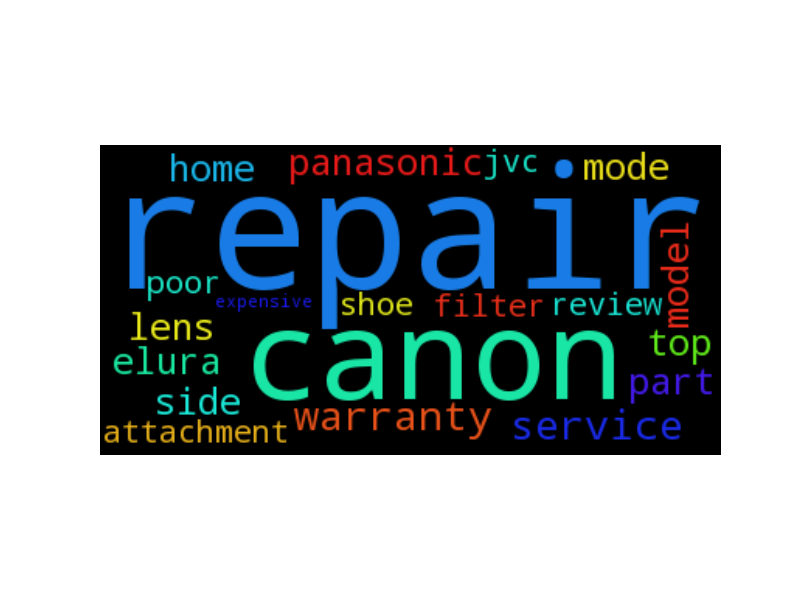 home panasonic jvc mode
repair
model
poor
expensive shoe filter review
lens
canon
top
elura
part
side
warranty service
attachment